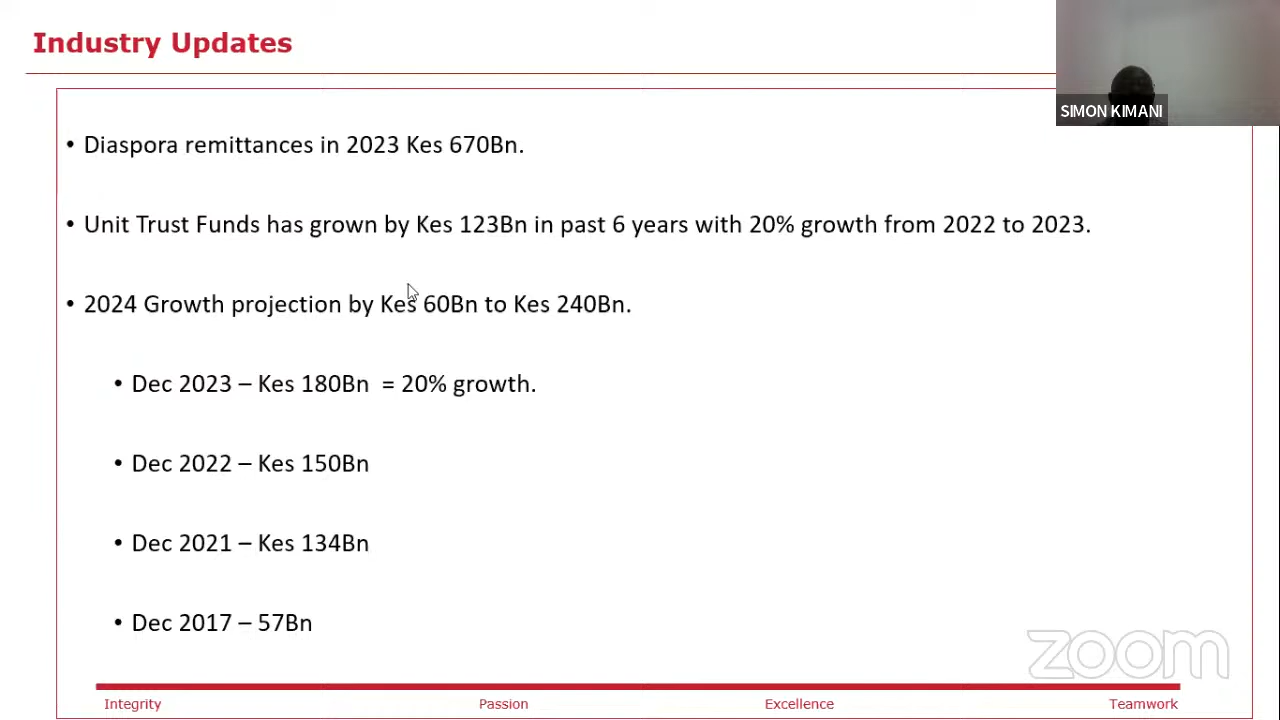 Industry Updates
SIMON KIMANI
• Diaspora remittances in 2023 Kes 670Bn.
• Unit Trust Funds has grown by Kes 123Bn in past 6 years with 20% growth from 2022 to 2023.
• 2024 Growth projection by Kes 60Bn to Kes 240Bn.
• Dec 2023 – Kes 180Bn  = 20% growth.
• Dec 2022 – Kes 150Bn
• Dec 2021 – Kes 134Bn
• Dec 2017 – 57Bn
zoom
Integrity Passion Excellence Teamwork